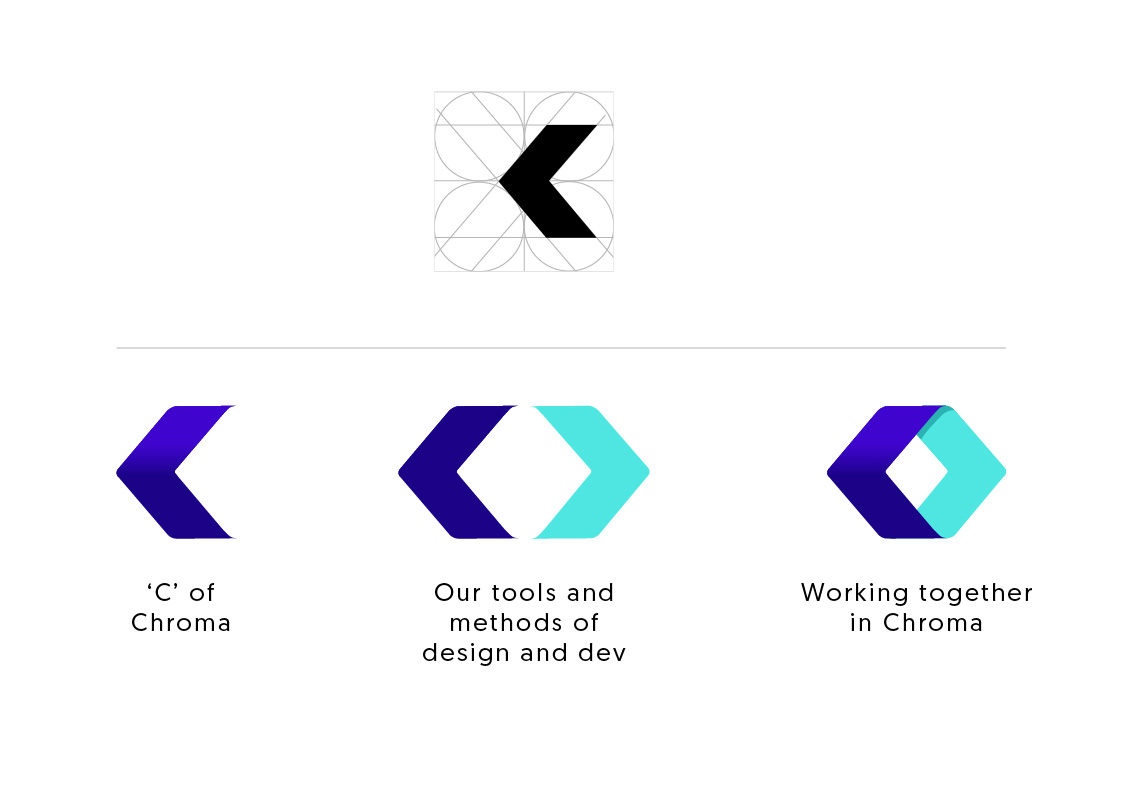 ‘C’ of
Chroma
Our tools and
methods of
design and dev
Working together
in Chroma